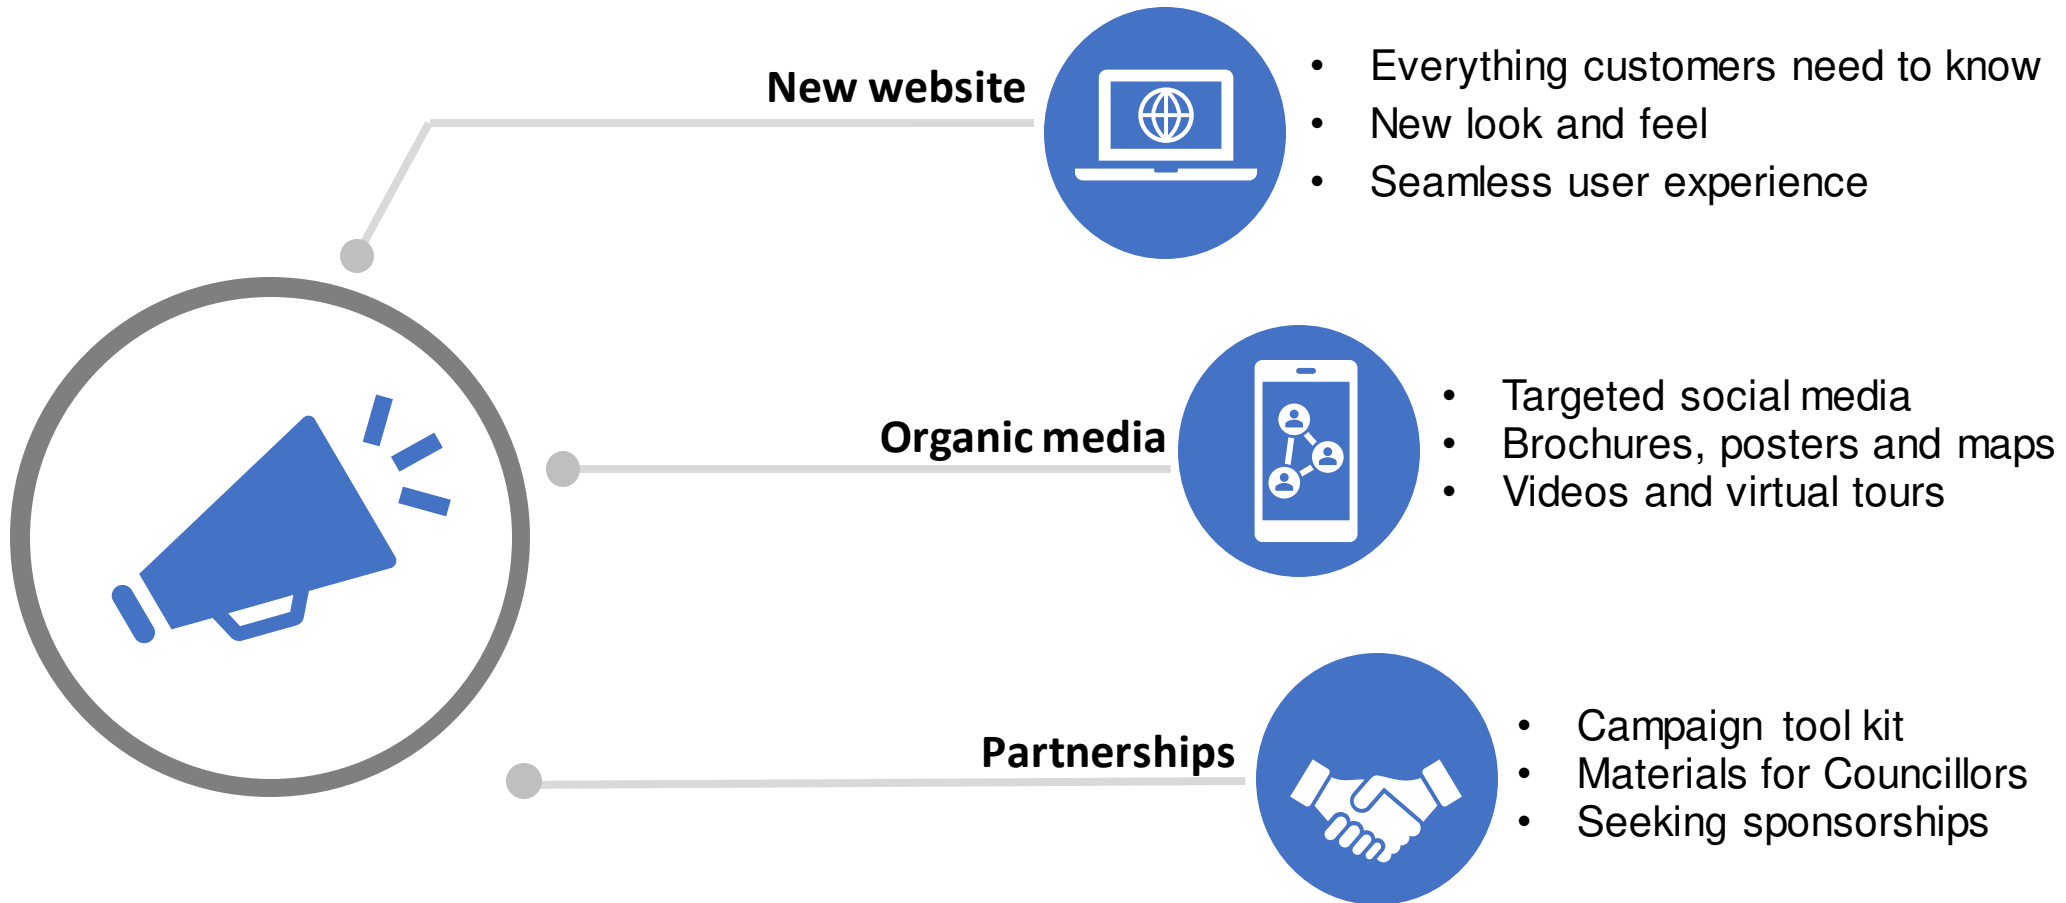 New website
• Everything customers need to know
• New look and feel
• Seamless user experience
Organic media
• Targeted social media
• Brochures, posters and maps
• Videos and virtual tours
Partnerships
• Campaign tool kit
• Materials for Councillors
• Seeking sponsorships